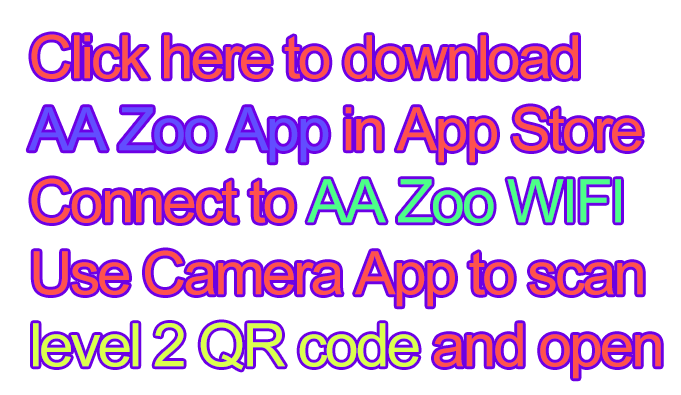 Click here to download
AA Zoo App in App Store
Connect to AA Zoo WIFI
Use Camera App to scan
level 2 QR code and open